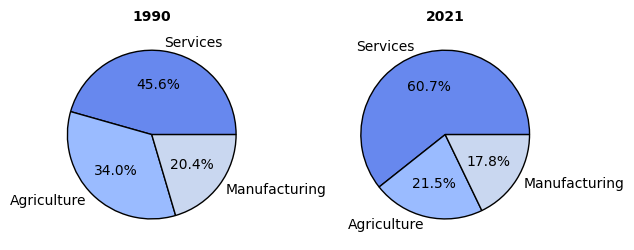 1990
Services
45.6%
34.0%
20.4%
Agriculture
Manufacturing
2021
Services
60.7%
17.8%
21.5%
Manufacturing
Agriculture